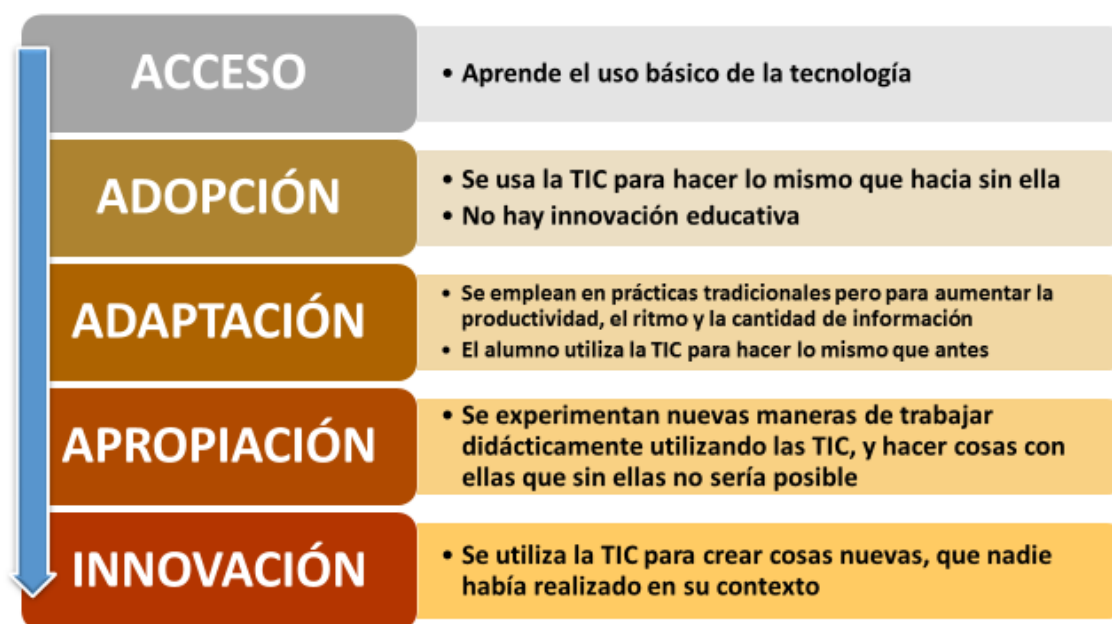 ACCESO
• Aprende el uso básico de la tecnología
ADOPCIÓN
• Se usa la TIC para hacer lo mismo que hacia sin ella
• No hay innovación educativa
ADAPTACIÓN
• Se emplean en prácticas tradicionales pero para aumentar la
productividad, el ritmo y la cantidad de información
• El alumno utiliza la TIC para hacer lo mismo que antes
APROPIACIÓN
• Se experimentan nuevas maneras de trabajar
didácticamente utilizando las TIC, y hacer cosas con
ellas que sin ellas no sería posible
INNOVACIÓN
• Se utiliza la TIC para crear cosas nuevas, que nadie
había realizado en su contexto